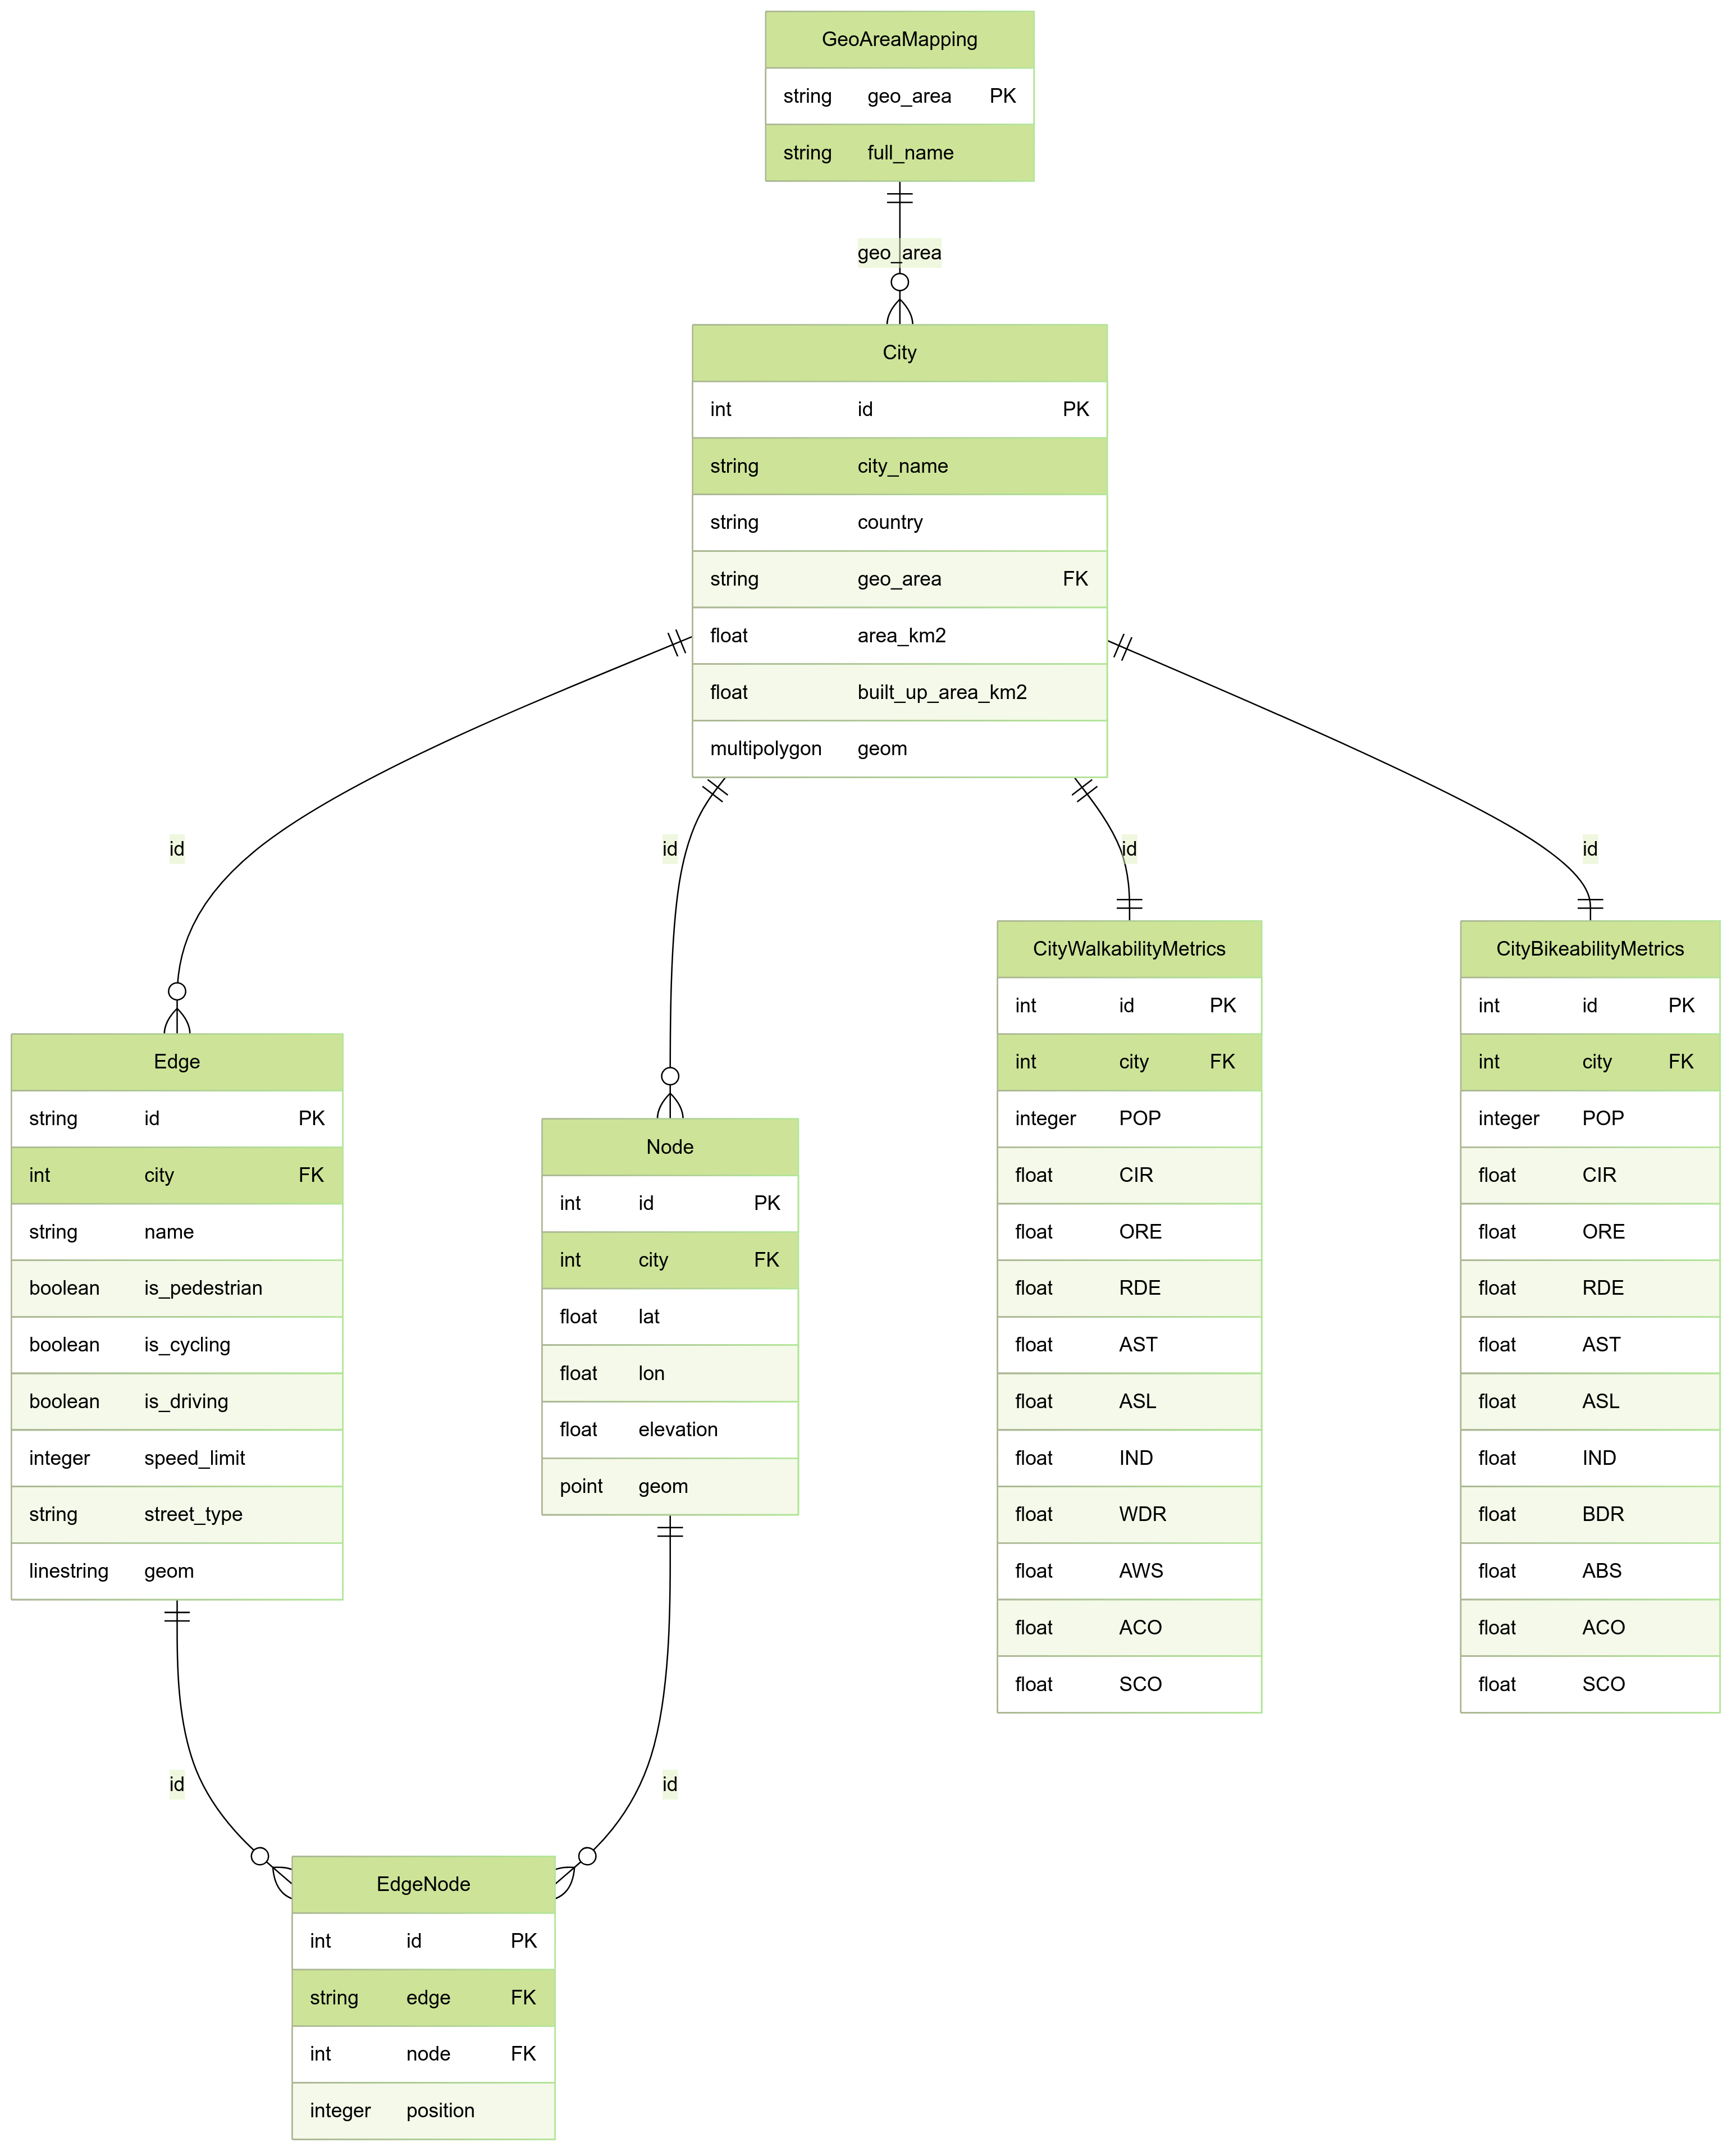 GeoAreaMapping
string geo_area PK
string full_name
geo_area
City
int id PK
string city_name
string country
string geo_area FK
float area_km2
float built_up_area_km2
multipolygon geom
id
id
id
id
Edge
string id PK
int city FK
string name
boolean is_pedestrian
boolean is_cycling
boolean is_driving
integer speed_limit
string street_type
linestring geom
Node
int id PK
int city FK
float lat
float lon
float elevation
point geom
CityWalkabilityMetrics
int id PK
int city FK
integer POP
float CIR
float ORE
float RDE
float AST
float ASL
float IND
float WDR
float AWS
float ACO
float SCO
CityBikeabilityMetrics
int id PK
int city FK
integer POP
float CIR
float ORE
float RDE
float AST
float ASL
float IND
float BDR
float ABS
float ACO
float SCO
id
id
EdgeNode
int id PK
string edge FK
int node FK
integer position